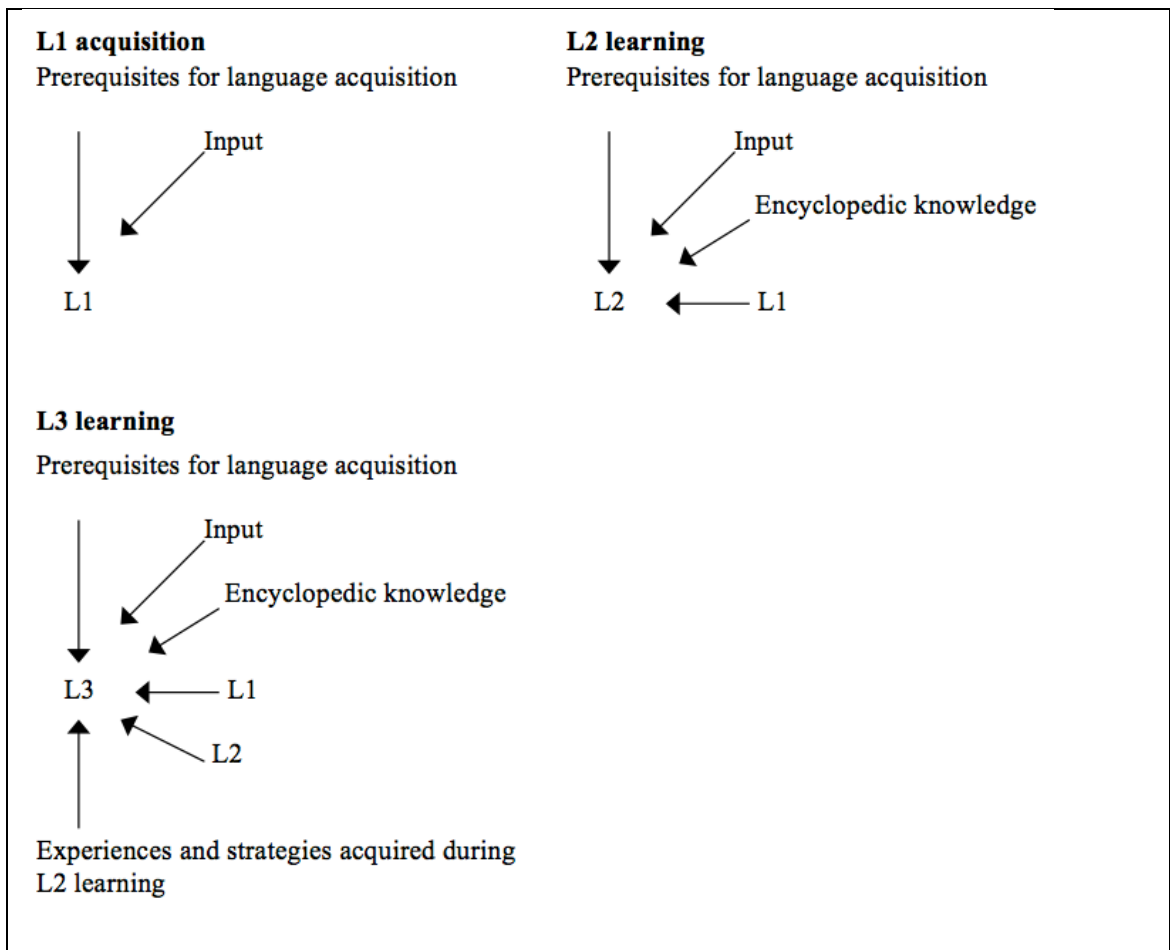 L1 acquisition
Prerequisites for language acquisition
Input
L1
L2 learning
Prerequisites for language acquisition
Input
Encyclopedic knowledge
L2
L1
L3 learning
Prerequisites for language acquisition
Input
Encyclopedic knowledge
L3
L1
L2
Experiences and strategies acquired during
L2 learning